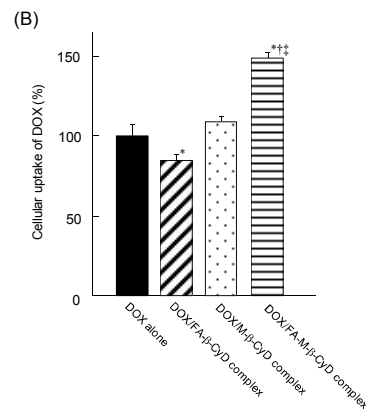 (B)
Cellular uptake of DOX (%)
150
100
50
0
*
*†‡
DOX alone
DOX/FA-β-CyD complex
DOX/M-β-CyD complex
DOX/FA-M-β-CyD complex